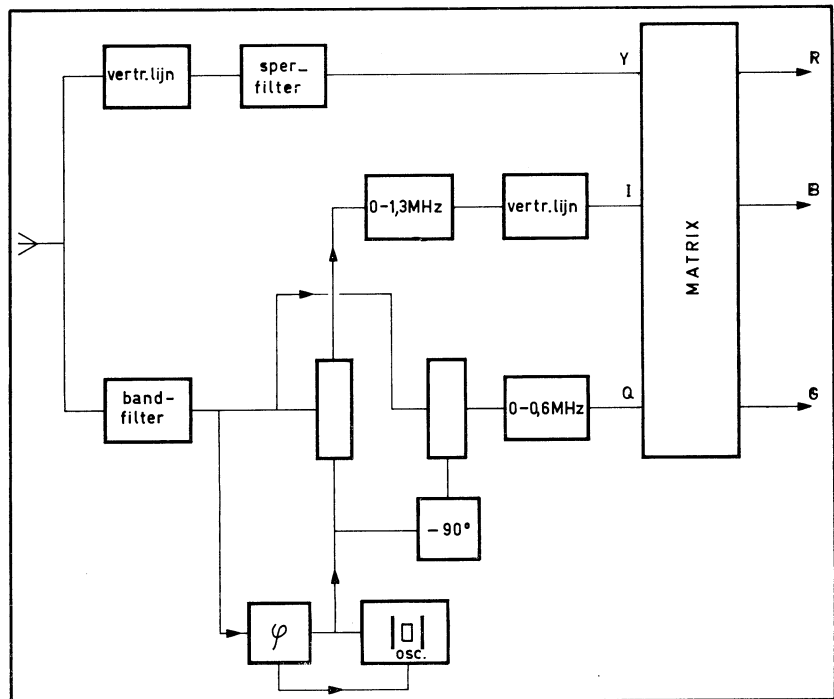 vertr.lijn
sper_
filter
Y
R
0-1,3MHz
vertr.lijn
I
B
MATRIX
band-
filter
0-0,6MHz
Q
G
-90°
φ
osc.